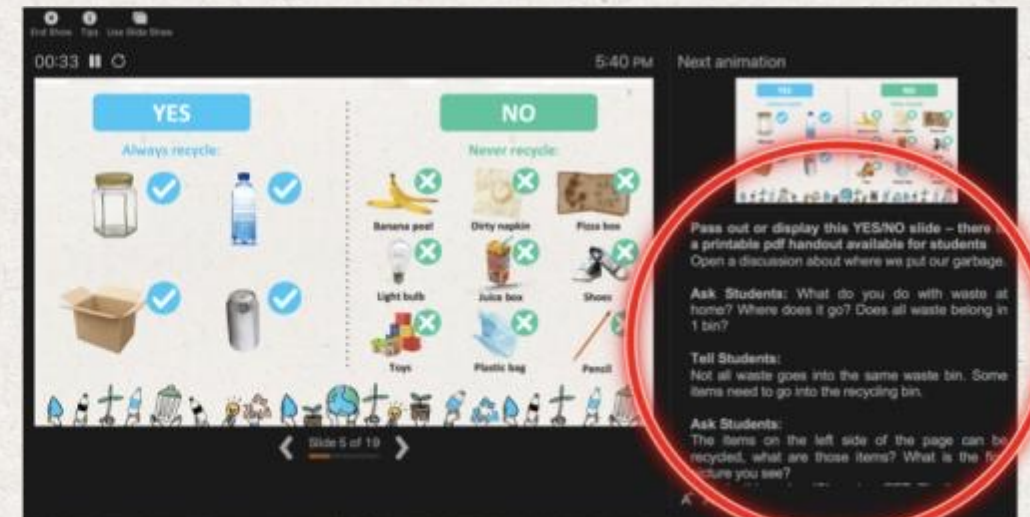 End Show Tips Use Slide Show
00:33
5:40 PM
Next animation
YES
NO
Always recycle:
Never recycle:
Banana peel
Dirty napkin
Pizza box
Light bulb
Juice box
Shoes
Toys
Plastic bag
Pencil
Slide 5 of 19
YES
NO
Pass out or display this YES/NO slide – there
a printable pdf handout available for students
Open a discussion about where we put our garbage.
Ask Students: What do you do with waste at
home? Where does it go? Does all waste belong in
1 bin?
Tell Students:
Not all waste goes into the same waste bin. Some
items need to go into the recycling bin.
Ask Students:
The items on the left side of the page can be
recycled, what are those items? What is the
picture you see?